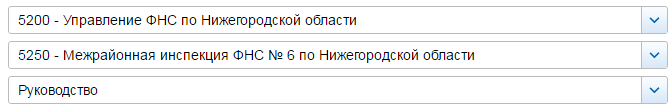 5200 - Управление ФНС по Нижегородской области
5250 - Межрайонная инспекция ФНС № 6 по Нижегородской области
Руководство